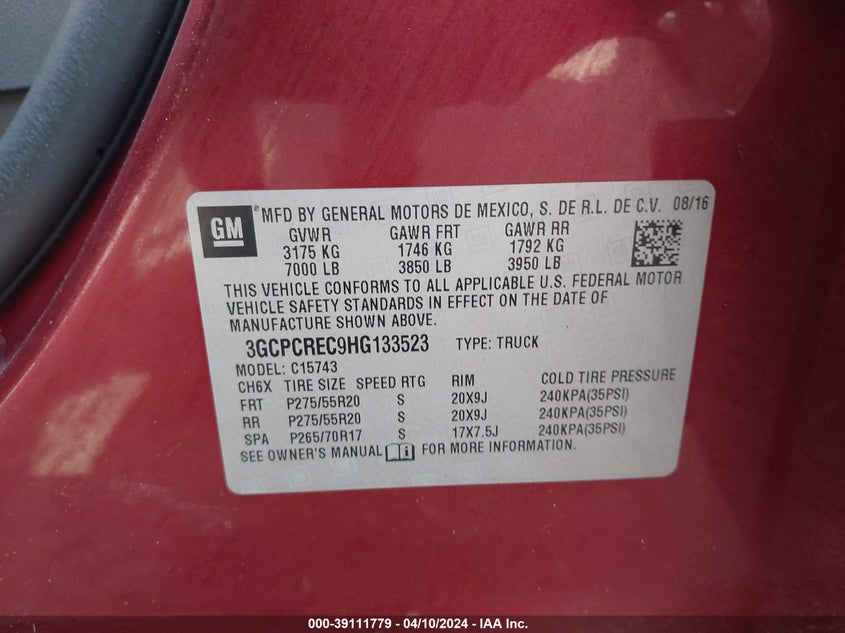 GM
MFD BY GENERAL MOTORS DE MEXICO, S. DE R.L. DE C.V. 08/16
GVWR GAWR FRT GAWR RR
3175 KG 1746 KG 1792 KG
7000 LB 3850 LB 3950 LB
THIS VEHICLE CONFORMS TO ALL APPLICABLE U.S. FEDERAL MOTOR
VEHICLE SAFETY STANDARDS IN EFFECT ON THE DATE OF
MANUFACTURE SHOWN ABOVE.
3GCPCREC9HG133523 TYPE: TRUCK
MODEL: C15743
CH6X TIRE SIZE SPEED RTG RIM COLD TIRE PRESSURE
FRT P275/55R20 S 20X9J 240KPA(35PSI)
RR P275/55R20 S 20X9J 240KPA(35PSI)
SPA P265/70R17 S 17X7.5J 240KPA(35PSI)
SEE OWNER'S MANUAL FOR MORE INFORMATION.
000-39111779 - 04/10/2024 - IAA Inc.